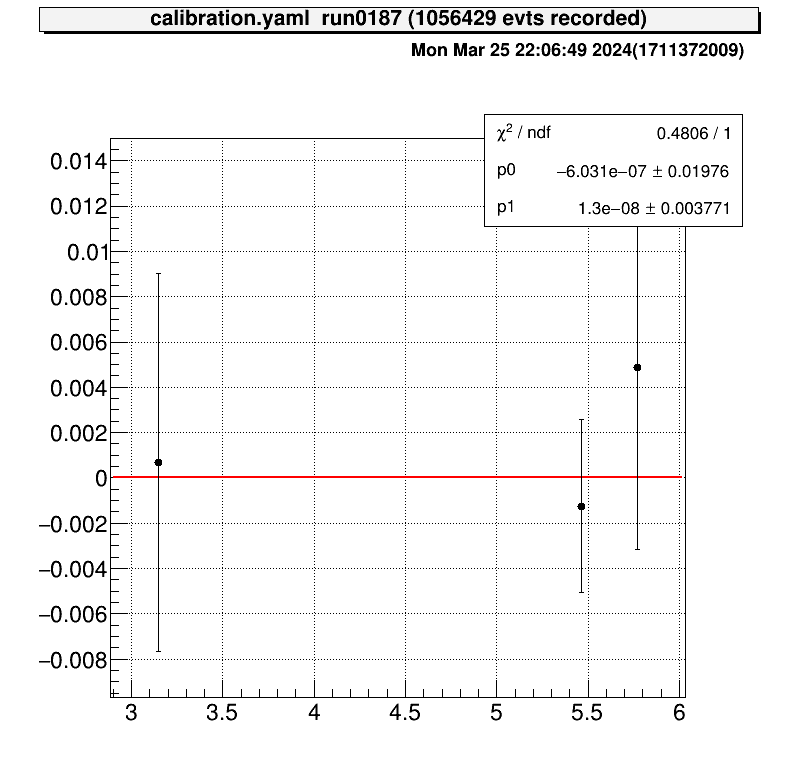 calibration.yaml run0187 (1056429 evts recorded)
Mon Mar 25 22:06:49 2024(1711372009)
χ² / ndf 0.4806 / 1
p0 −6.031e−07 ± 0.01976
p1 1.3e−08 ± 0.003771
0.014
0.012
0.01
0.008
0.006
0.004
0.002
0
−0.002
−0.004
−0.006
−0.008
3 3.5 4 4.5 5 5.5 6